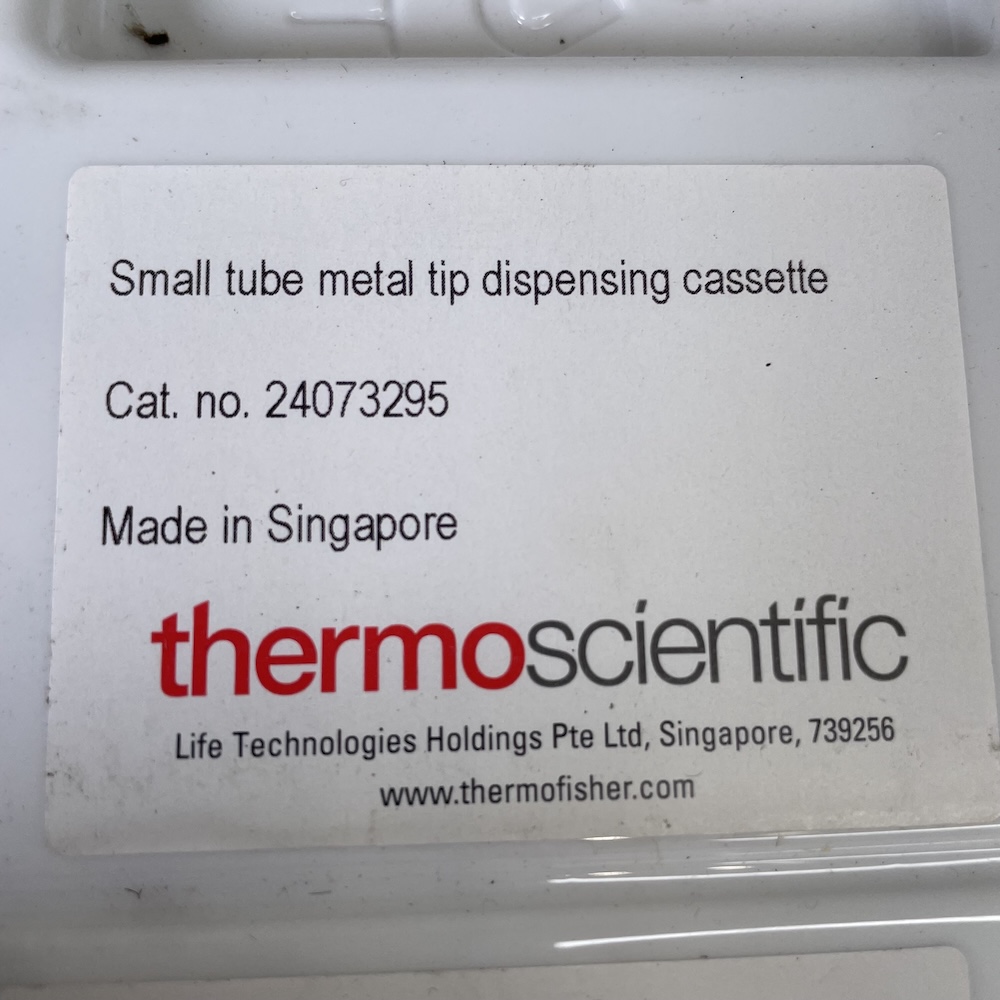 Small tube metal tip dispensing cassette
Cat. no. 24073295
Made in Singapore
thermoscientific
Life Technologies Holdings Pte Ltd, Singapore, 739256
www.thermofisher.com